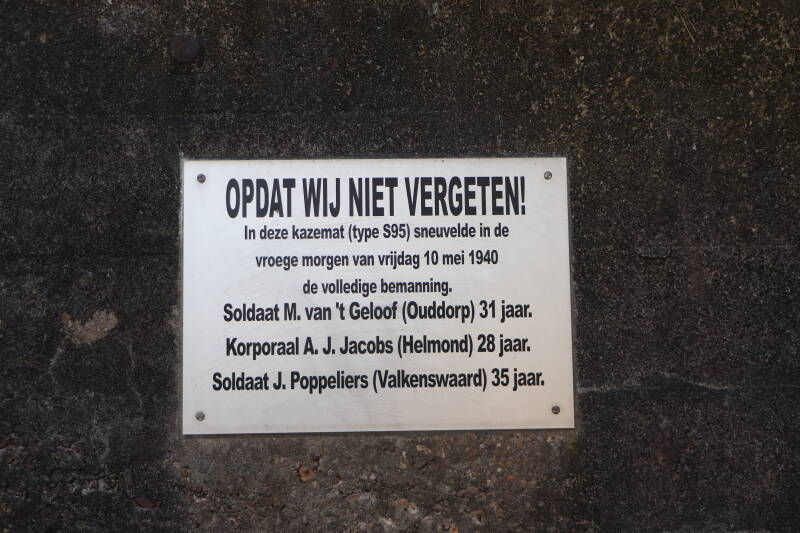 OPDAT WIJ NIET VERGETEN!
In deze kazemat (type S95) sneuvelde in de
vroege morgen van vrijdag 10 mei 1940
de volledige bemanning.
Soldaat M. van 't Geloof (Ouddorp) 31 jaar.
Korporaal A. J. Jacobs (Helmond) 28 jaar.
Soldaat J. Poppeliers (Valkenswaard) 35 jaar.